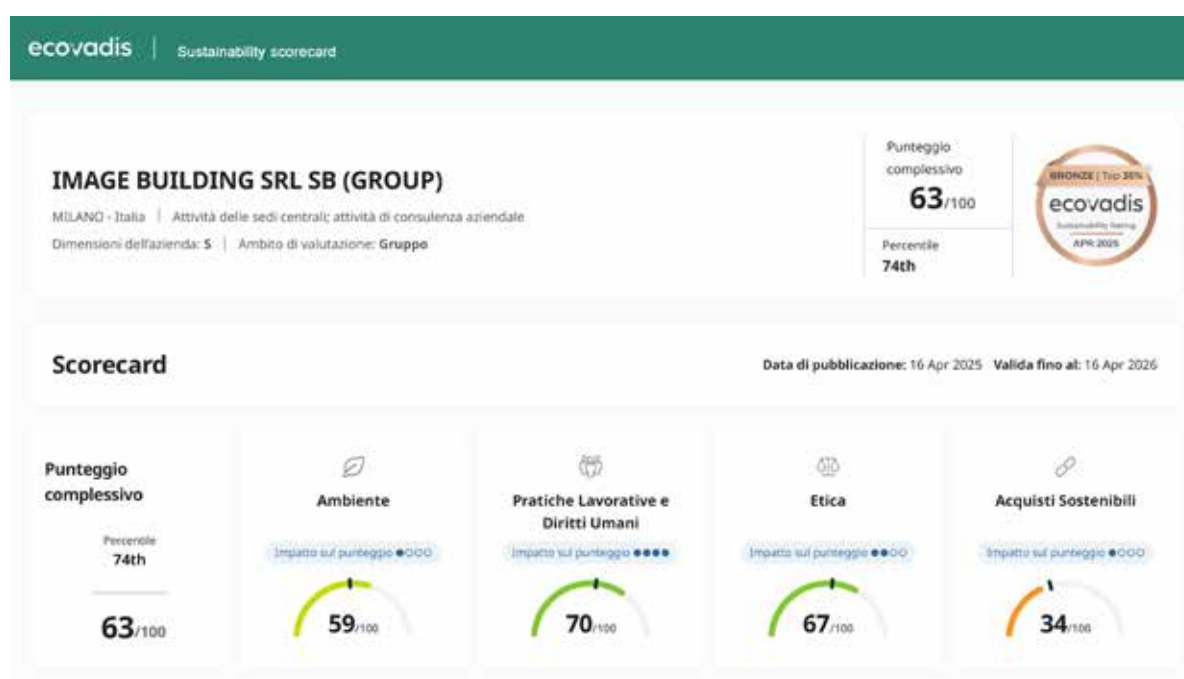 ecovadis | Sustainability scorecard
IMAGE BUILDING SRL SB (GROUP)
MILANO - Italia | Attività delle sedi centrali; attività di consulenza aziendale
Dimensioni dell'azienda: S | Ambito di valutazione: Gruppo
Punteggio
complessivo
63/100
Percentile
74th
BRONZE | Top 35%
ecovadis
Sustainability Rating
APR 2025
Scorecard
Data di pubblicazione: 16 Apr 2025 Valida fino al: 16 Apr 2026
Punteggio
complessivo
Percentile
74th
63/100
Ambiente
Impatto sul punteggio
59/100
Pratiche Lavorative e
Diritti Umani
Impatto sul punteggio
70/100
Etica
Impatto sul punteggio
67/100
Acquisti Sostenibili
Impatto sul punteggio
34/100